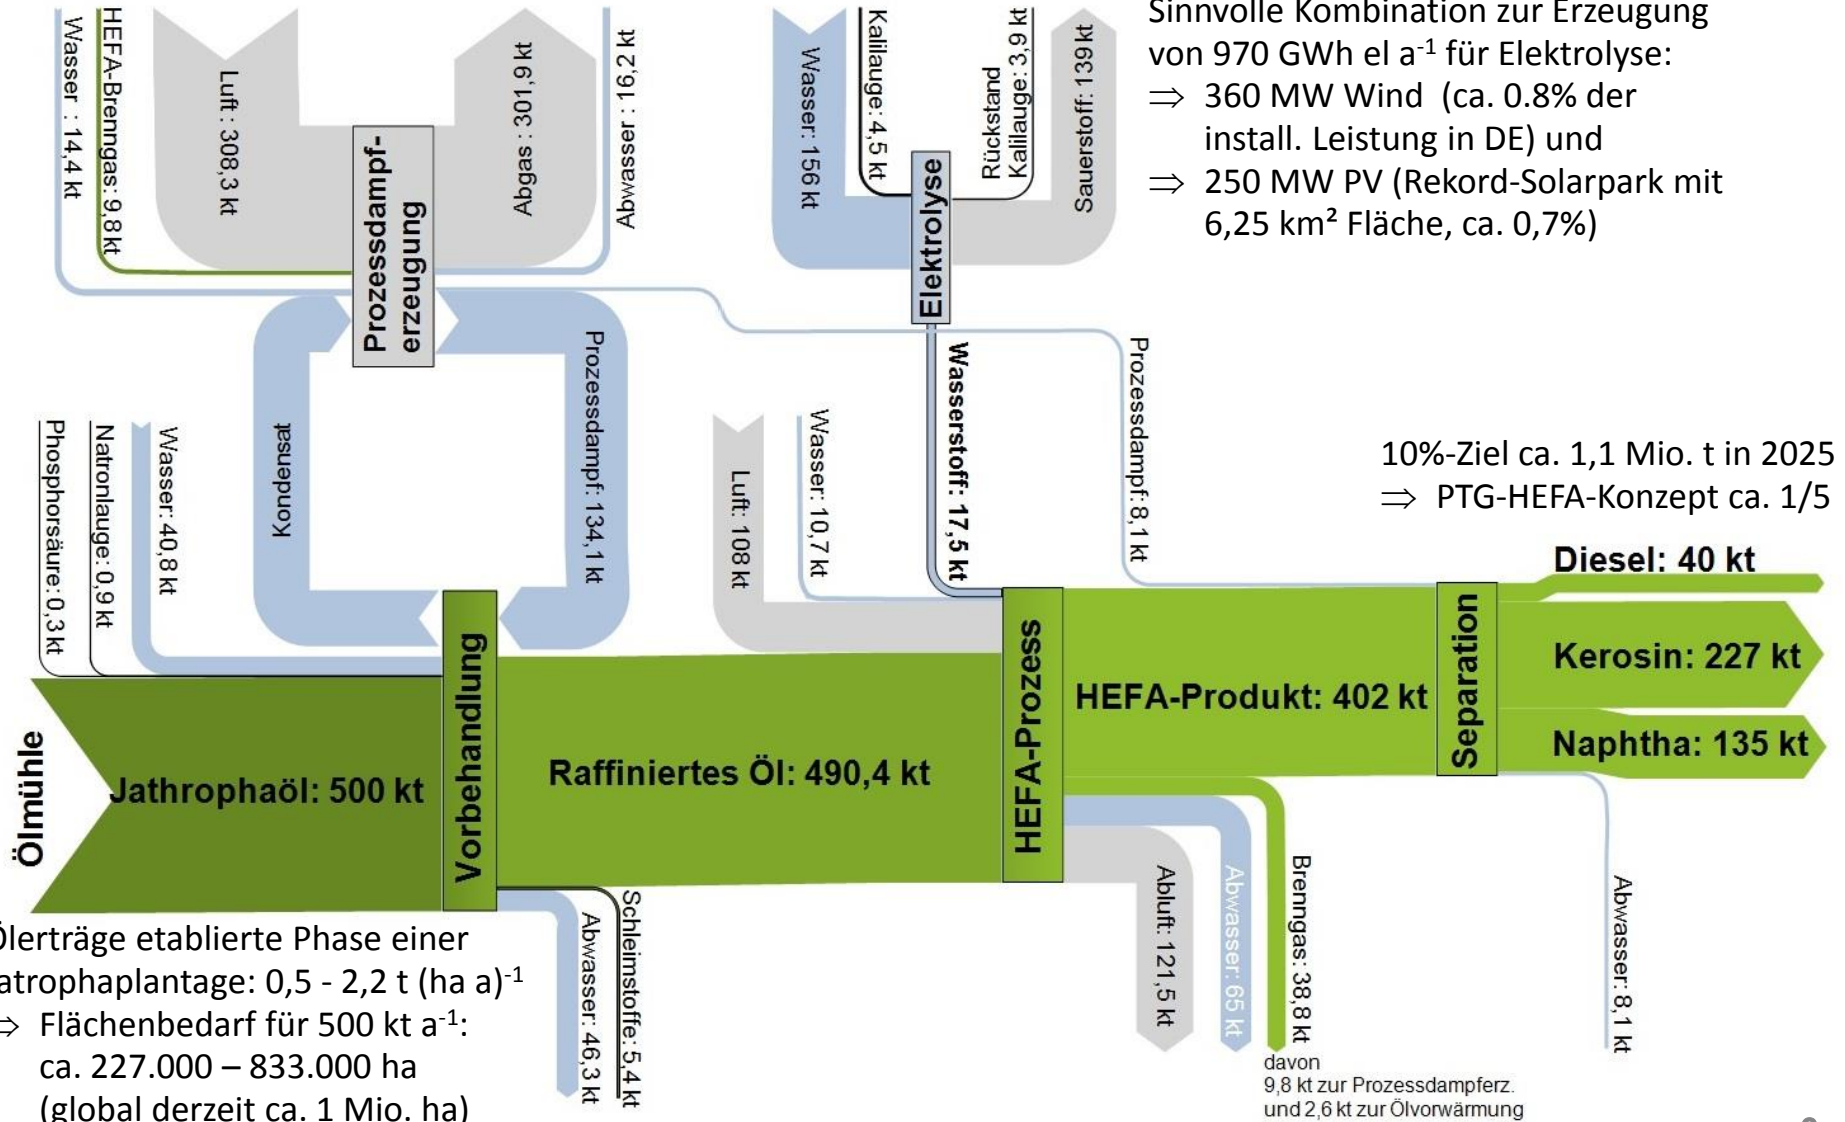 Wasser : 14,4 kt
HEFA-Brenngas: 9,8 kt
Luft : 308,3 kt
Prozessdampf-
erzeugung
Abgas : 301,9 kt
Abwasser : 16,2 kt
Wasser: 156 kt
Kalilauge: 4,5 kt
Elektrolyse
Rückstand
Kalilauge: 3,9 kt
Sauerstoff: 139 kt
Sinnvolle Kombination zur Erzeugung
von 970 GWh el a-1 für Elektrolyse:
⇒ 360 MW Wind (ca. 0.8% der
install. Leistung in DE) und
⇒ 250 MW PV (Rekord-Solarpark mit
6,25 km² Fläche, ca. 0,7%)
Phosphorsäure: 0,3 kt
Natronlauge: 0,9 kt
Wasser: 40,8 kt
Kondensat
Prozessdampf: 134,1 kt
Luft: 108 kt
Wasser: 10,7 kt
Wasserstoff: 17,5 kt
Prozessdampf: 8,1 kt
10%-Ziel ca. 1,1 Mio. t in 2025
⇒ PTG-HEFA-Konzept ca. 1/5
Ölmühle
Jathrophaöl: 500 kt
Vorbehandlung
Raffiniertes Öl: 490,4 kt
HEFA-Prozess
HEFA-Produkt: 402 kt
Separation
Diesel: 40 kt
Kerosin: 227 kt
Naphtha: 135 kt
Abwasser: 46,3 kt
Schleimstoffe: 5,4 kt
Abluft: 121,5 kt
Abwasser: 65 kt
Brenngas: 38,8 kt
davon
9,8 kt zur Prozessdampferz.
und 2,6 kt zur Ölvorwärmung
Abwasser: 8,1 kt
Ölerträge etablierte Phase einer
atrophaplantage: 0,5 - 2,2 t (ha a)-1
⇒ Flächenbedarf für 500 kt a-1:
ca. 227.000 – 833.000 ha
(global derzeit ca. 1 Mio. ha)